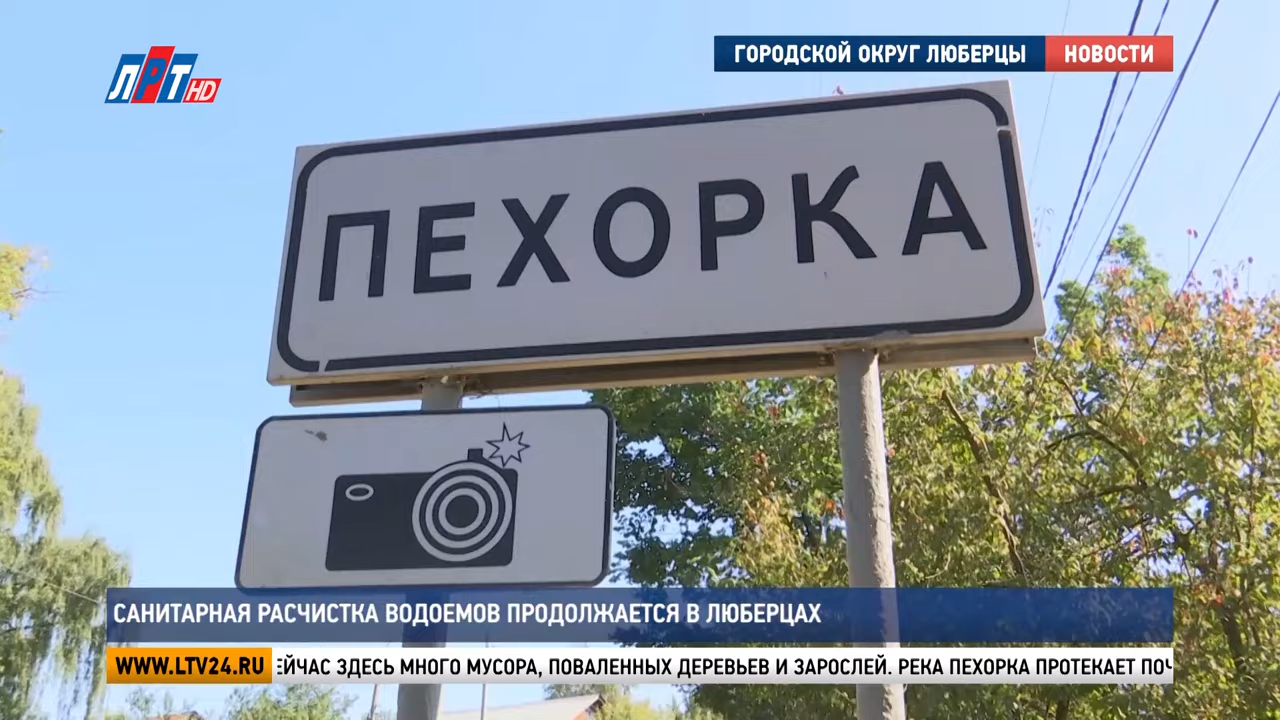 ЛРТ HD
ГОРОДСКОЙ ОКРУГ ЛЮБЕРЦЫ НОВОСТИ
ПЕХОРКА
САНИТАРНАЯ РАСЧИСТКА ВОДОЕМОВ ПРОДОЛЖАЕТСЯ В ЛЮБЕРЦАХ
WWW.LTV24.RU ЕЙЧАС ЗДЕСЬ МНОГО МУСОРА, ПОВАЛЕННЫХ ДЕРЕВЬЕВ И ЗАРОСЛЕЙ. РЕКА ПЕХОРКА ПРОТЕКАЕТ ПОЧ